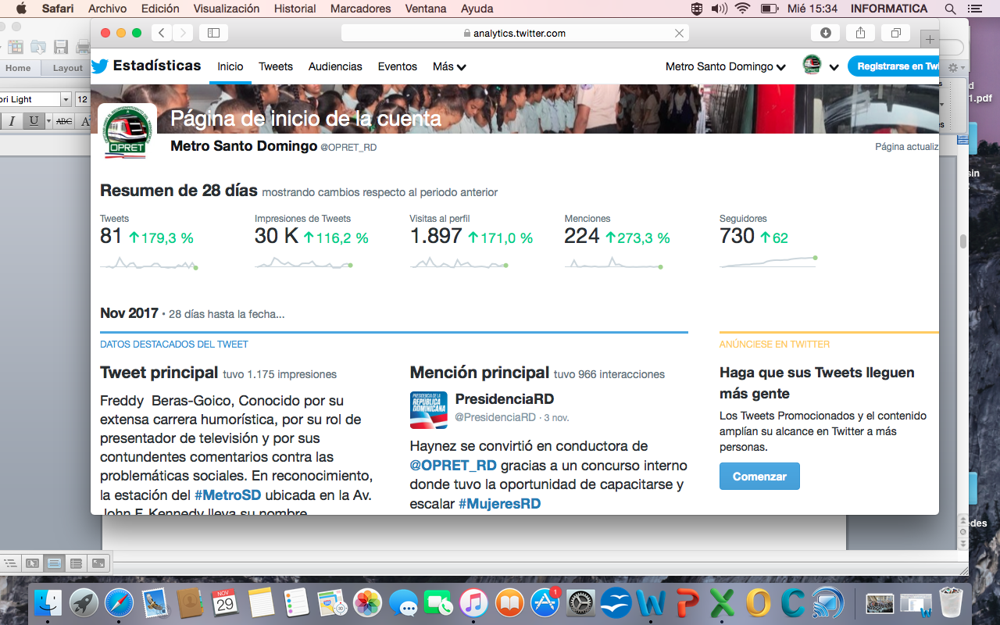 Safari Archivo Edición Visualización Historial Marcadores Ventana Ayuda Mié 15:34 INFORMATICA
analytics.twitter.com
Home Layout
Estadísticas Inicio Tweets Audiencias Eventos Más Metro Santo Domingo Registrarse en Twi
ori Light 12
I U ABC A
1.pdf
Página de inicio de la cuenta
OPRET
Metro Santo Domingo @OPRET_RD
Página actualiz
sin
Resumen de 28 días mostrando cambios respecto al periodo anterior
Tweets Impresiones de Tweets Visitas al perfil Menciones Seguidores
81 179,3 % 30 K 116,2 % 1.897 171,0 % 224 273,3 % 730 62
Nov 2017 • 28 días hasta la fecha...
DATOS DESTACADOS DEL TWEET
Tweet principal tuvo 1.175 impresiones
Freddy Beras-Goico, Conocido por su
extensa carrera humorística, por su rol de
presentador de televisión y por sus
contundentes comentarios contra las
problemáticas sociales. En reconocimiento,
la estación del #MetroSD ubicada en la Av.
John F. Kennedy lleva su nombre
Mención principal tuvo 966 interacciones
PRESIDENCIA DE LA
REPÚBLICA
DOMINICANA
PresidenciaRD
@PresidenciaRD · 3 nov.
Haynez se convirtió en conductora de
@OPRET_RD gracias a un concurso interno
donde tuvo la oportunidad de capacitarse y
escalar #MujeresRD
ANÚNCIESE EN TWITTER
Haga que sus Tweets lleguen
más gente
Los Tweets Promocionados y el contenido
amplían su alcance en Twitter a más
personas.
Comenzar
edes
NOV
29
1
W P X O C